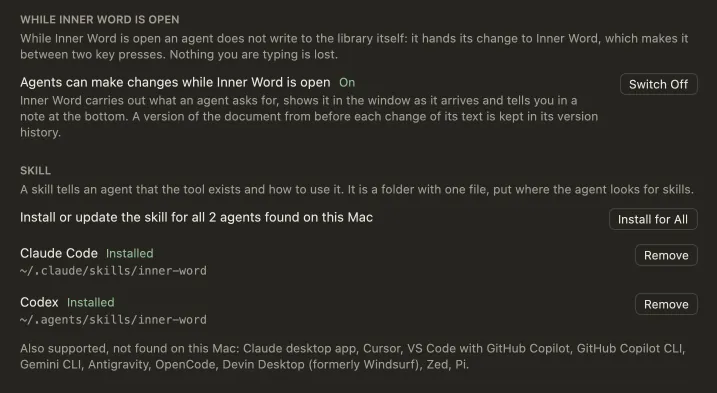 WHILE INNER WORD IS OPEN
While Inner Word is open an agent does not write to the library itself: it hands its change to Inner Word, which makes it
between two key presses. Nothing you are typing is lost.
Agents can make changes while Inner Word is open On
Switch Off
Inner Word carries out what an agent asks for, shows it in the window as it arrives and tells you in a
note at the bottom. A version of the document from before each change of its text is kept in its version
history.
SKILL
A skill tells an agent that the tool exists and how to use it. It is a folder with one file, put where the agent looks for skills.
Install or update the skill for all 2 agents found on this Mac
Install for All
Claude Code Installed
Remove
~/.claude/skills/inner-word
Codex Installed
Remove
~/.agents/skills/inner-word
Also supported, not found on this Mac: Claude desktop app, Cursor, VS Code with GitHub Copilot, GitHub Copilot CLI,
Gemini CLI, Antigravity, OpenCode, Devin Desktop (formerly Windsurf), Zed, Pi.